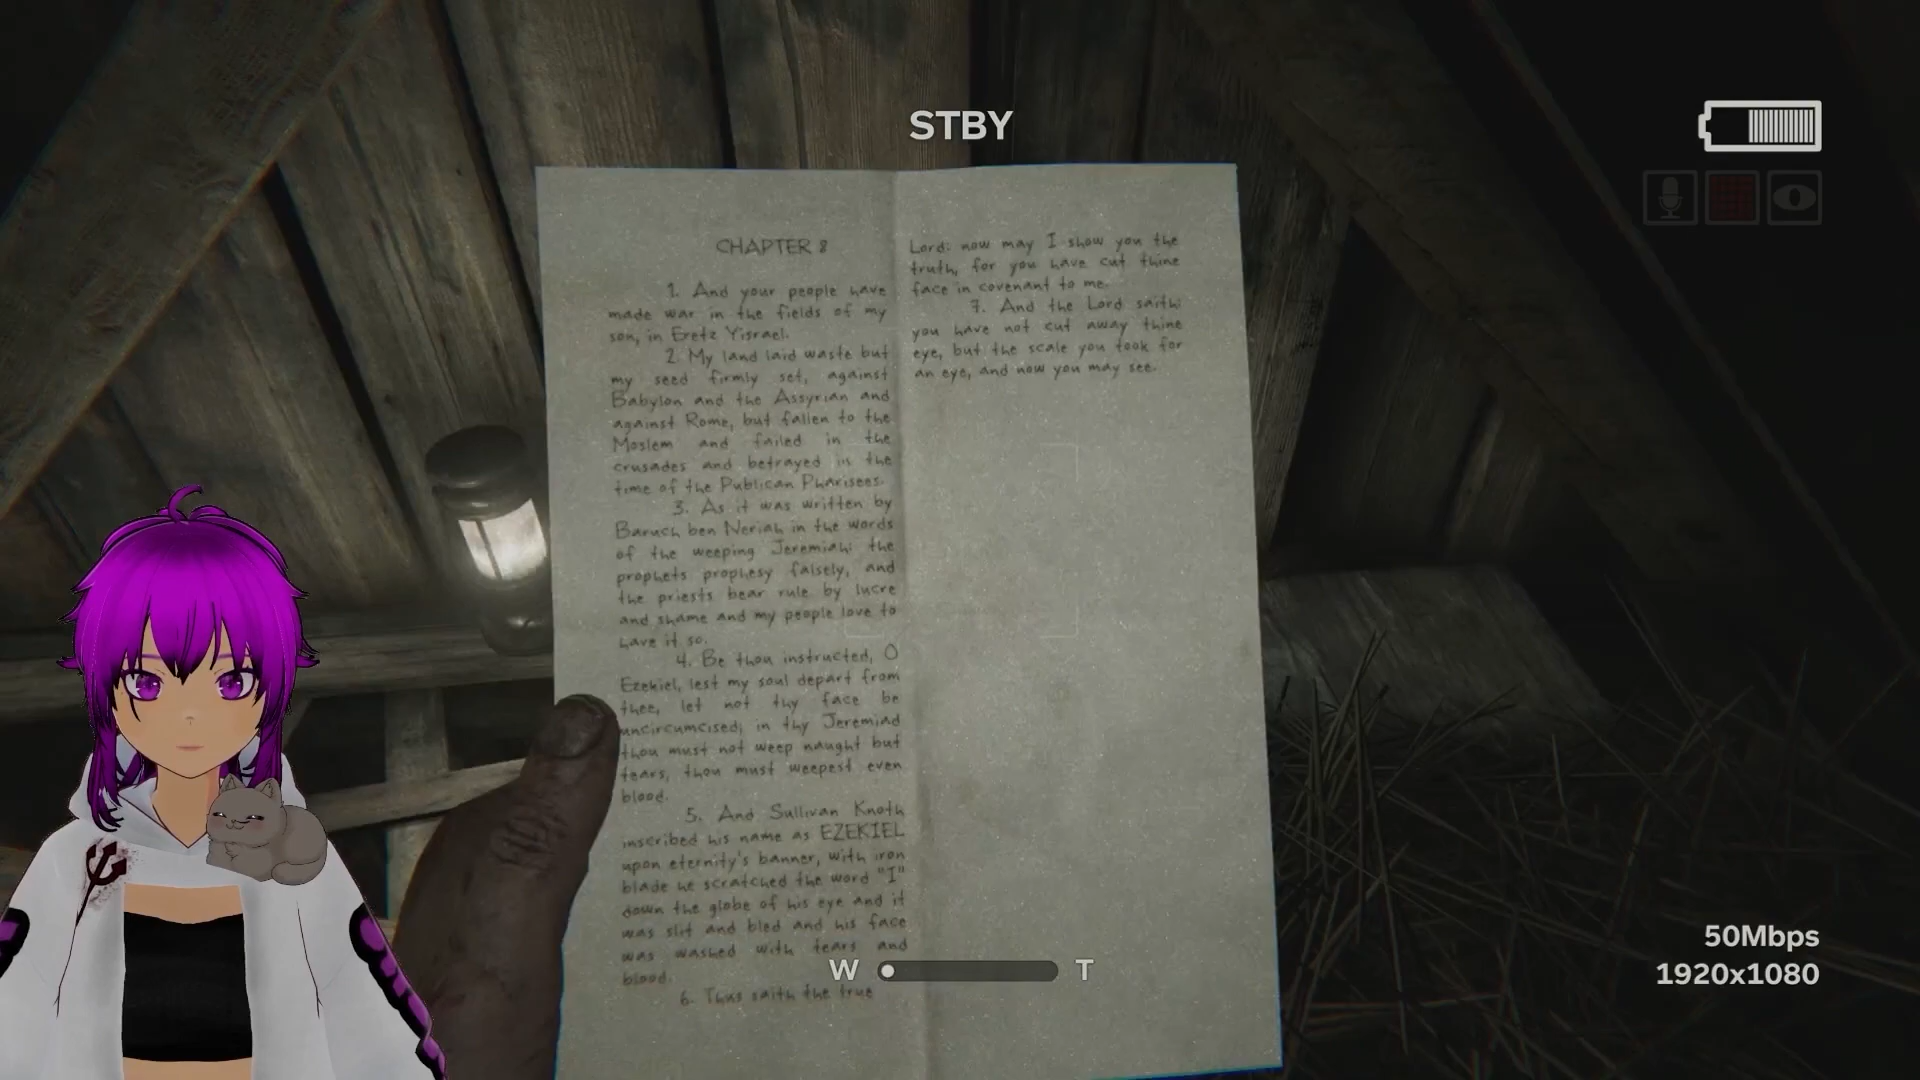 STBY
CHAPTER 8
1. And your people have
made war in the fields of my
son, in Eretz Yisrael.
2. My land laid waste but
my seed firmly set, against
Babylon and the Assyrian and
against Rome, but fallen to the
Moslem and failed in the
crusades and betrayed in the
time of the Publican Pharisees.
3. As it was written by
Baruch ben Neriah in the words
of the weeping Jeremiah: the
prophets prophesy falsely, and
the priests bear rule by lucre
and shame and my people love to
have it so.
4. Be thou instructed, O
Ezekiel, lest my soul depart from
thee, let not thy face be
uncircumcised; in thy Jeremiad
thou must not weep naught but
tears, thou must weepest even
blood.
5. And Sullivan Knoth
inscribed his name as EZEKIEL
upon eternity's banner, with iron
blade he scratched the word "I"
down the globe of his eye and it
was slit and bled and his face
was washed with tears and
blood.
6. Thus saith the true
Lord: now may I show you the
truth, for you have cut thine
face in covenant to me.
7. And the Lord saith:
you have not cut away thine
eye, but the scale you took for
an eye, and now you may see.
W T
50Mbps
1920x1080